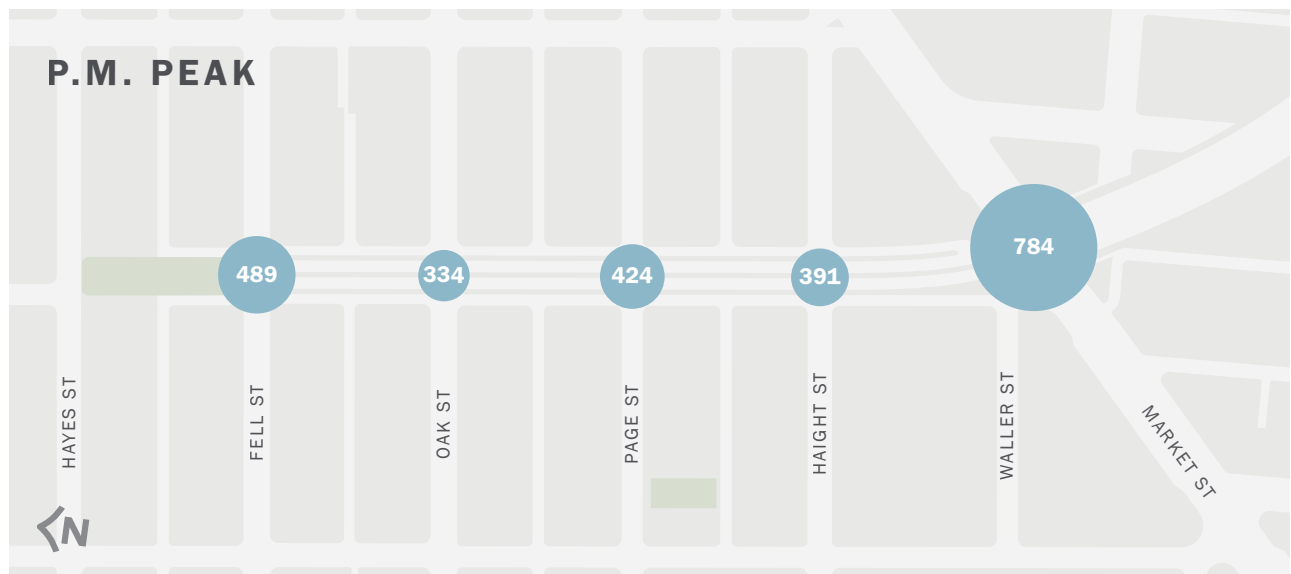 P.M. PEAK
489
334
424
391
784
HAYES ST
FELL ST
OAK ST
PAGE ST
HAIGHT ST
WALLER ST
MARKET ST
N